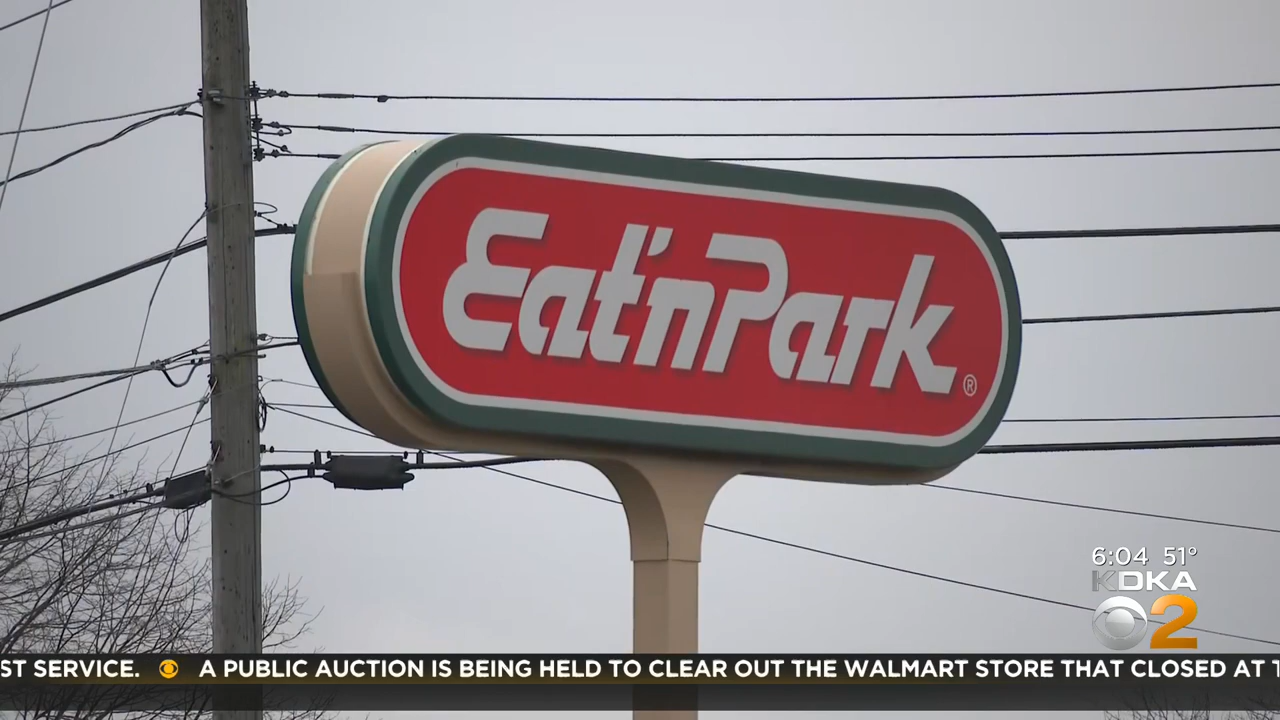 Eat'nPark®
6:04 51°
KDKA
2
ST SERVICE. A PUBLIC AUCTION IS BEING HELD TO CLEAR OUT THE WALMART STORE THAT CLOSED AT T